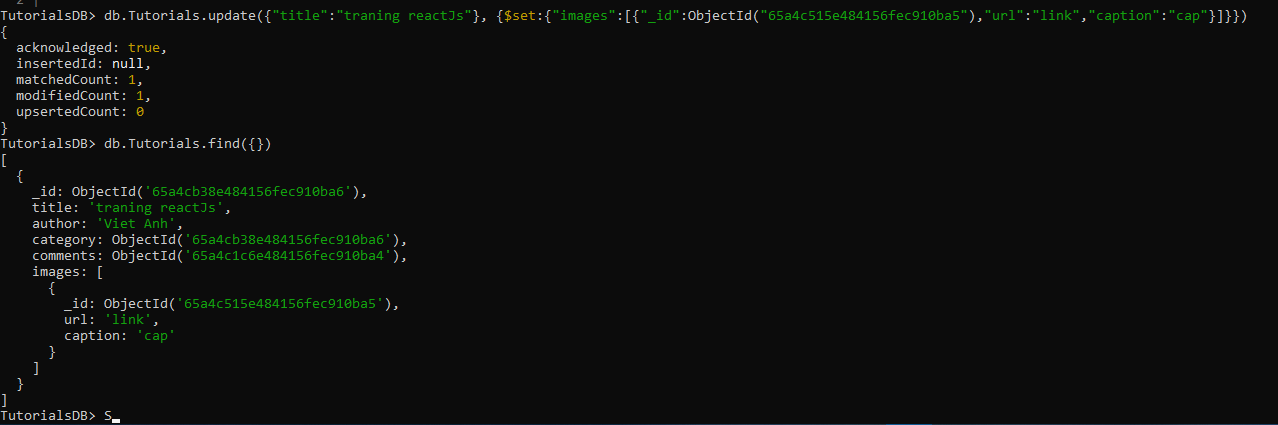 TutorialsDB> db.Tutorials.update({"title":"traning reactJs"}, {$set:{"images":[{"_id":ObjectId("65a4c515e484156fec910ba5"),"url":"link","caption":"cap"}]}})
{
  acknowledged: true,
  insertedId: null,
  matchedCount: 1,
  modifiedCount: 1,
  upsertedCount: 0
}
TutorialsDB> db.Tutorials.find({})
[
  {
    _id: ObjectId('65a4cb38e484156fec910ba6'),
    title: 'traning reactJs',
    author: 'Viet Anh',
    category: ObjectId('65a4cb38e484156fec910ba6'),
    comments: ObjectId('65a4c1c6e484156fec910ba4'),
    images: [
      {
        _id: ObjectId('65a4c515e484156fec910ba5'),
        url: 'link',
        caption: 'cap'
      }
    ]
  }
]
TutorialsDB> S